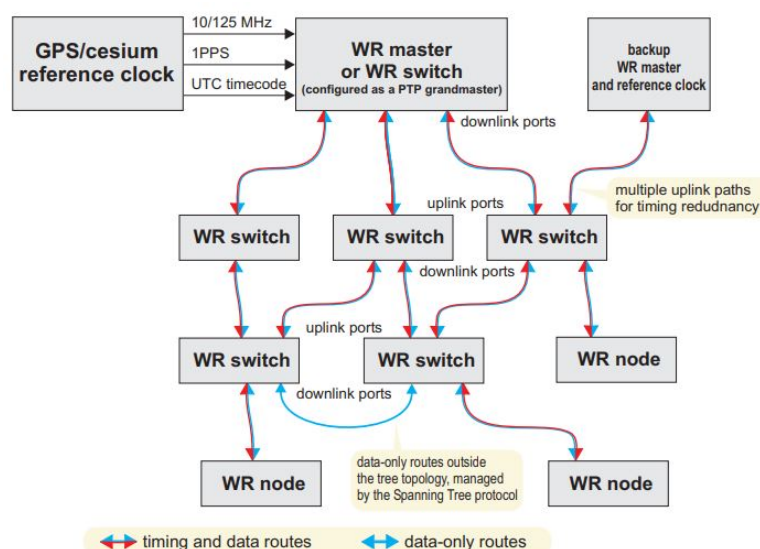 GPS/cesium
reference clock
10/125 MHz
1PPS
UTC timecode
WR master
or WR switch
(configured as a PTP grandmaster)
backup
WR master
and reference clock
downlink ports
uplink ports
multiple uplink paths
for timing redudnancy
WR switch
WR switch
WR switch
downlink ports
uplink ports
WR switch
WR switch
WR node
downlink ports
data-only routes outside
the tree topology, managed
by the Spanning Tree protocol
WR node
WR node
timing and data routes
data-only routes